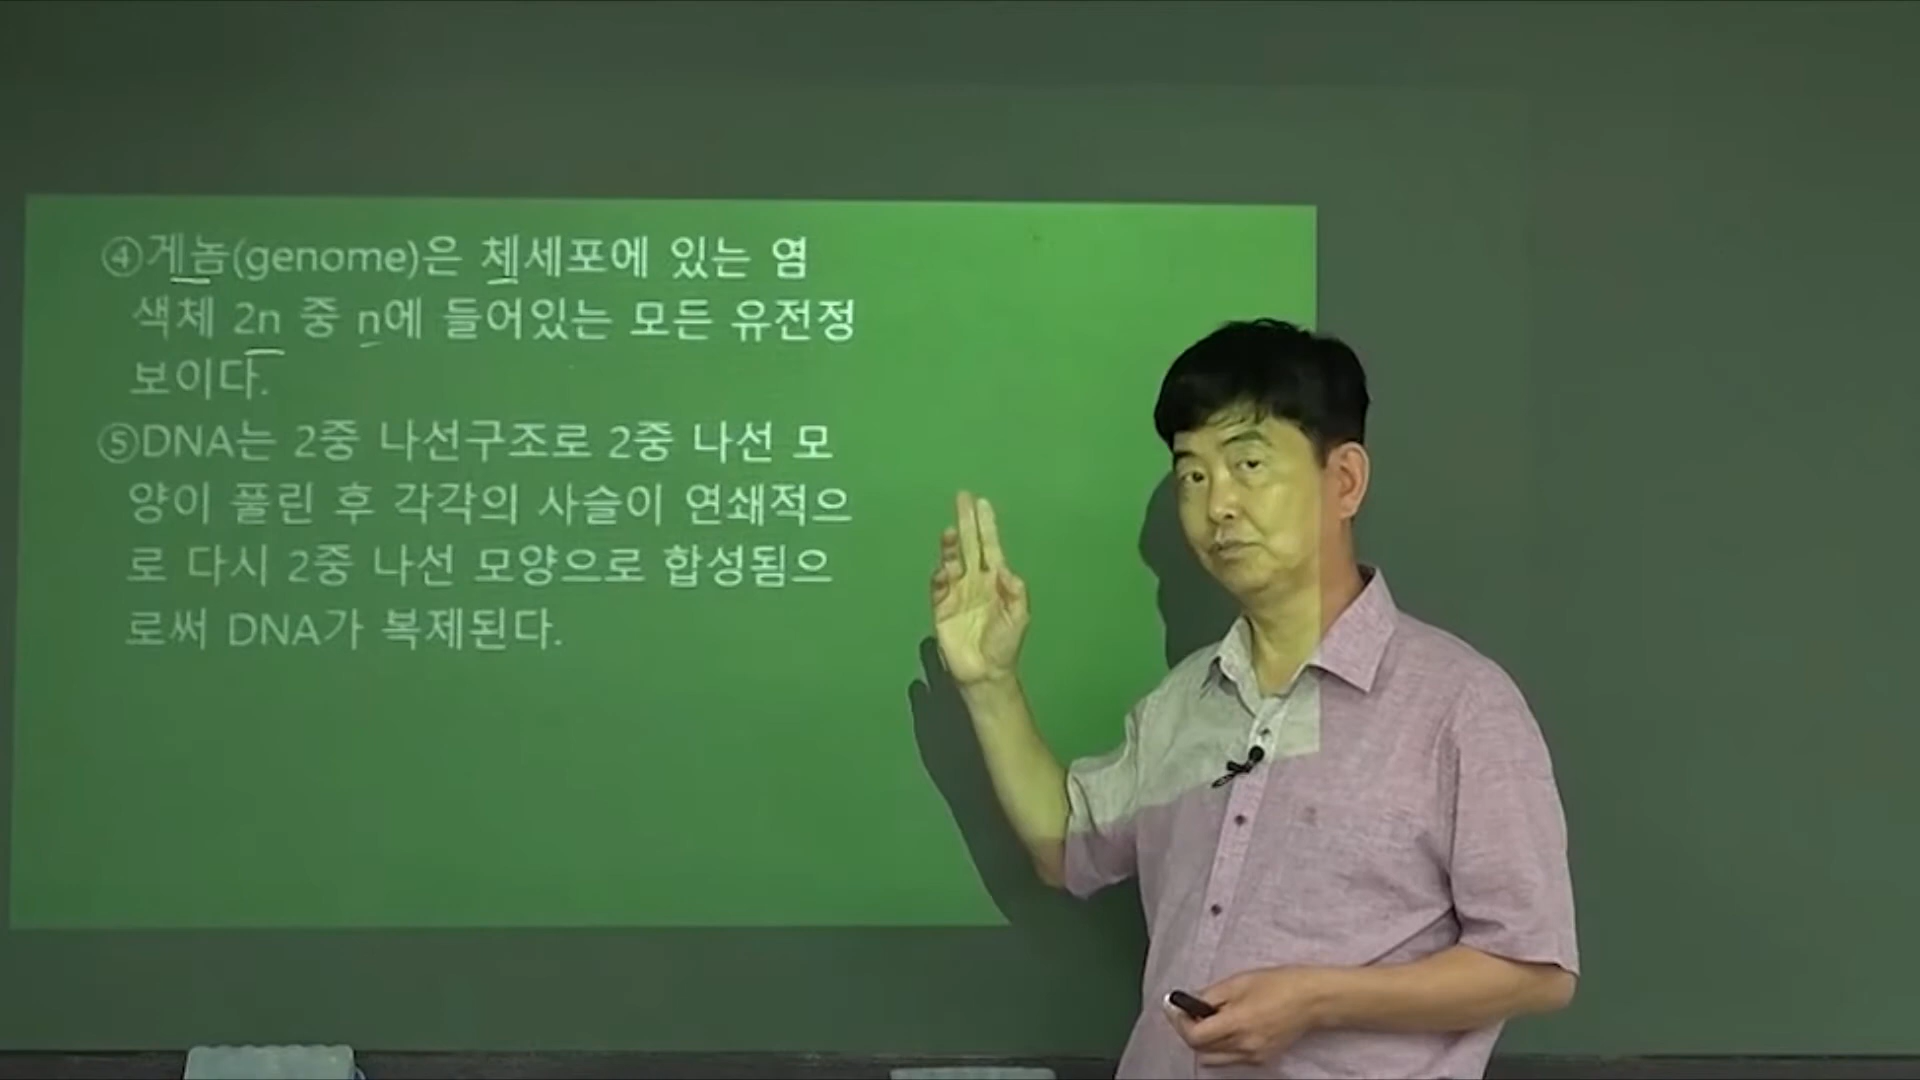 ④게놈(genome)은 체세포에 있는 염
색체 2n 중 n에 들어있는 모든 유전정
보이다.
⑤DNA는 2중 나선구조로 2중 나선 모
양이 풀린 후 각각의 사슬이 연쇄적으
로 다시 2중 나선 모양으로 합성됨으
로써 DNA가 복제된다.